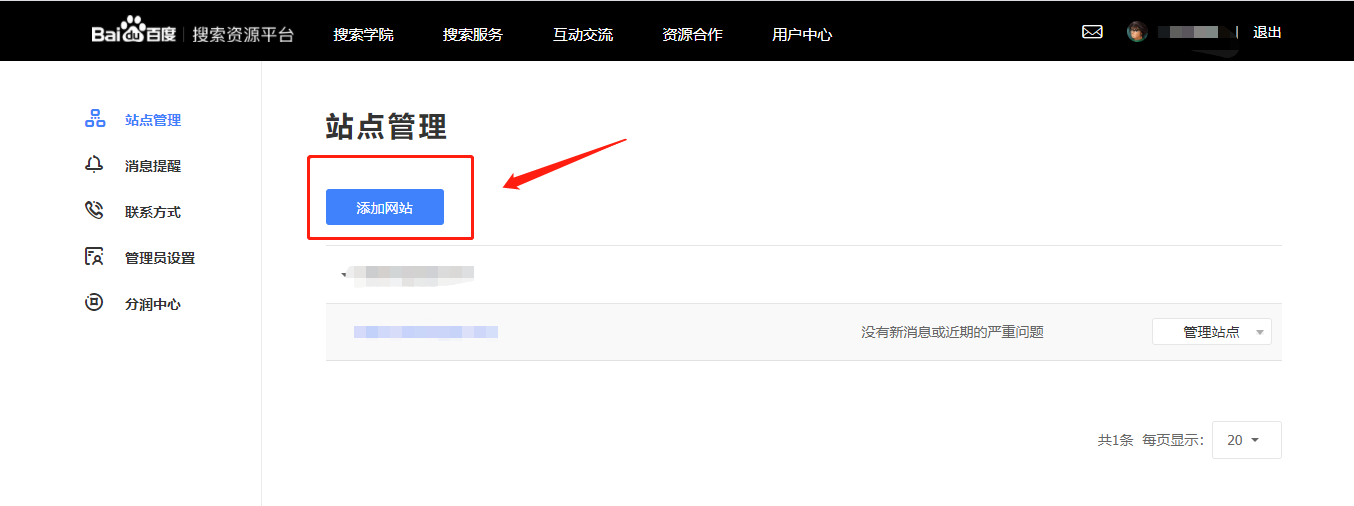 Bai du 百度 搜索资源平台 搜索学院 搜索服务 互动交流 资源合作 用户中心 退出
站点管理
消息提醒
联系方式
管理员设置
分润中心
站点管理
添加网站
没有新消息或近期的严重问题 管理站点
共1条 每页显示: 20